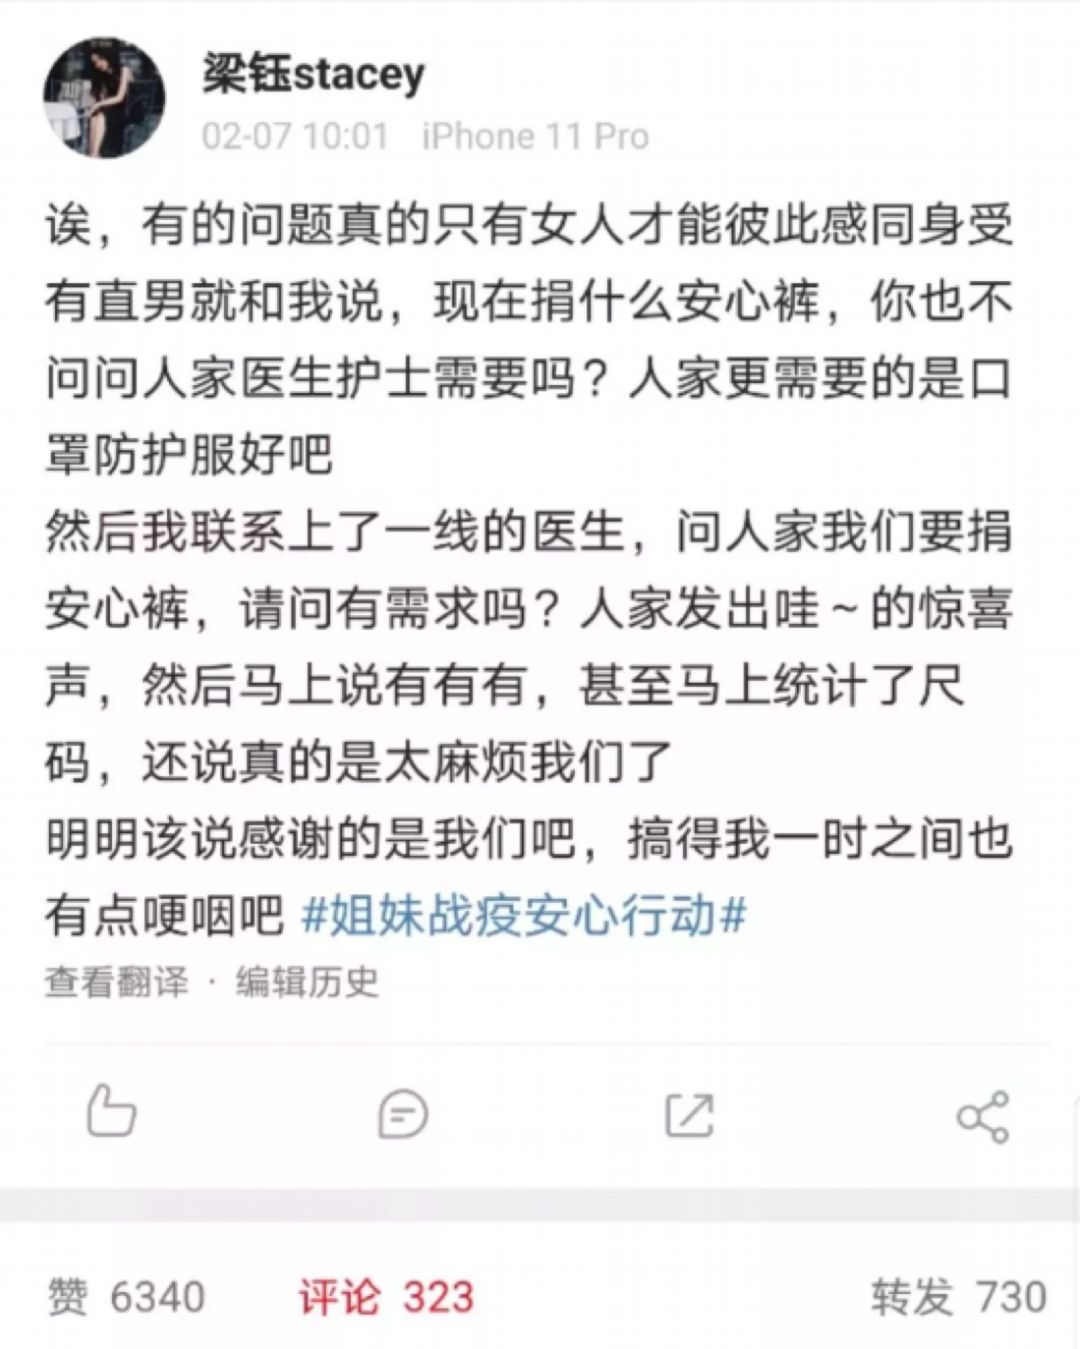 梁钰stacey
02-07 10:01 iPhone 11 Pro
诶，有的问题真的只有女人才能彼此感同身受
有直男就和我说，现在捐什么安心裤，你也不
问问人家医生护士需要吗？人家更需要的是口
罩防护服好吧
然后我联系上了一线的医生，问人家我们要捐
安心裤，请问有需求吗？人家发出哇~的惊喜
声，然后马上说有有有，甚至马上统计了尺
码，还说真的是太麻烦我们了
明明该说感谢的是我们吧，搞得我一时之间也
有点哽咽吧 #姐妹战疫安心行动#
查看翻译 · 编辑历史
赞 6340 评论 323 转发 730